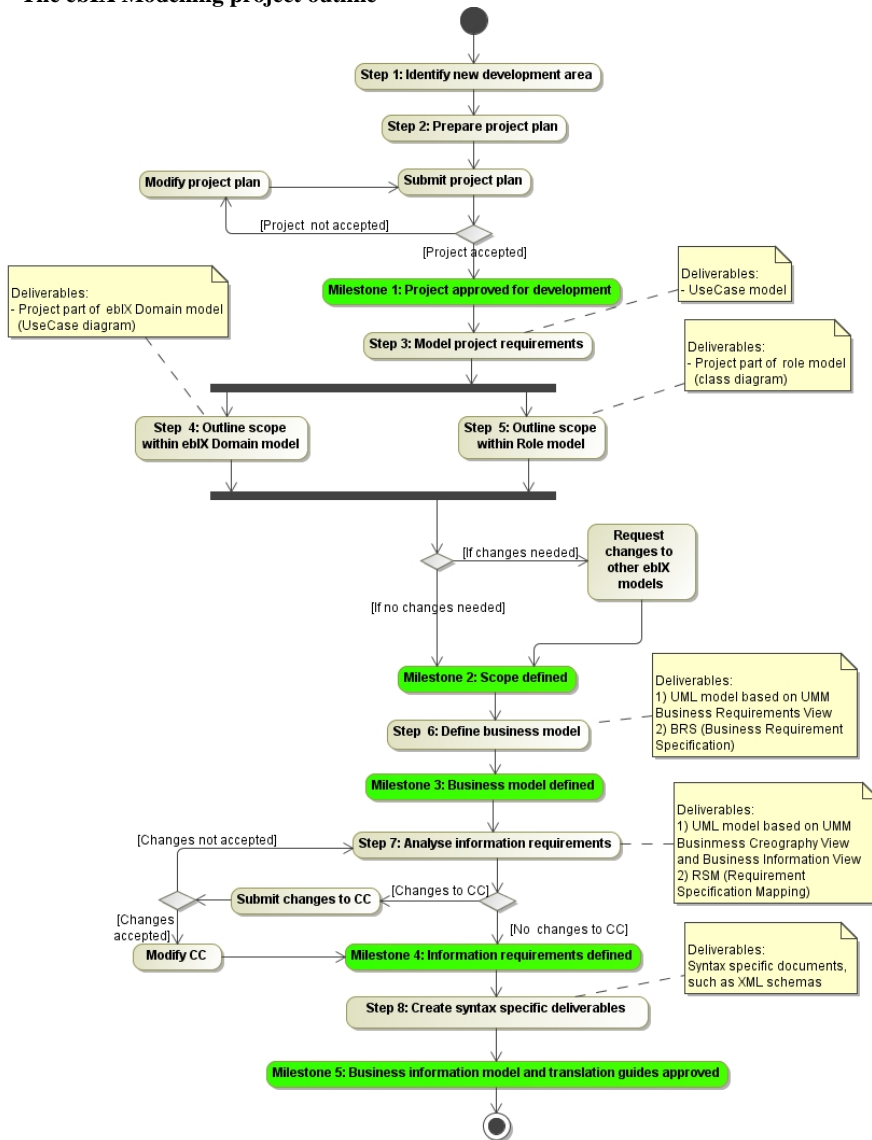 The ebIX Modelling project outline
Step 1: Identify new development area
Step 2: Prepare project plan
Modify project plan
Submit project plan
[Project  not accepted]
[Project accepted]
Milestone 1: Project approved for development
Deliverables:
- UseCase model
Deliverables:
- Project part of  ebIX Domain model
(UseCase diagram)
Step 3: Model project requirements
Deliverables:
- Project part of  role model
(class diagram)
Step  4: Outline scope
within ebIX Domain model
Step  5: Outline scope
within Role model
[If changes needed]
Request
changes to
other ebIX
models
[If no changes needed]
Milestone 2: Scope defined
Deliverables:
1) UML model based on UMM
Business Requirements View
2) BRS (Business Requirement
Specification)
Step  6: Define business model
Milestone 3: Business model defined
Deliverables:
1) UML model based on UMM
Businmess Creography View
and Business Information View
2) RSM (Requirement
Specification Mapping)
[Changes not accepted]
Step 7: Analyse information requirements
[Changes to CC]
Submit changes to CC
[Changes
accepted]
[No  changes to CC]
Modify CC
Milestone 4: Information requirements defined
Deliverables:
Syntax specific documents,
such as XML schemas
Step 8: Create syntax specific deliverables
Milestone 5: Business information model and translation guides approved